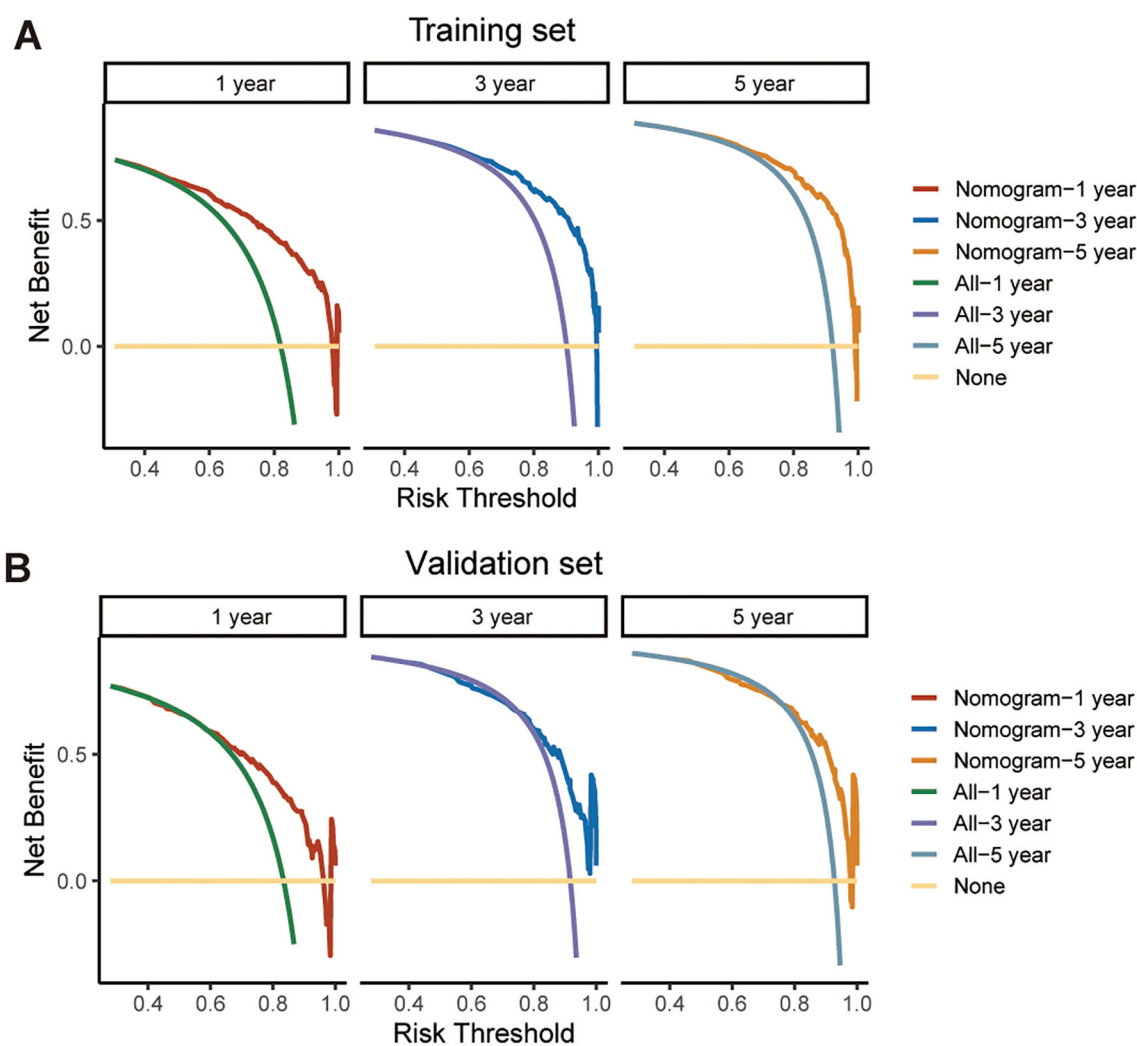 A
Training set
1 year
3 year
5 year
Net Benefit
0.5
0.0
0.4 0.6 0.8 1.0
0.4 0.6 0.8 1.0
0.4 0.6 0.8 1.0
Risk Threshold
Nomogram−1 year
Nomogram−3 year
Nomogram−5 year
All−1 year
All−3 year
All−5 year
None
B
Validation set
1 year
3 year
5 year
Net Benefit
0.5
0.0
0.4 0.6 0.8 1.0
0.4 0.6 0.8 1.0
0.4 0.6 0.8 1.0
Risk Threshold
Nomogram−1 year
Nomogram−3 year
Nomogram−5 year
All−1 year
All−3 year
All−5 year
None